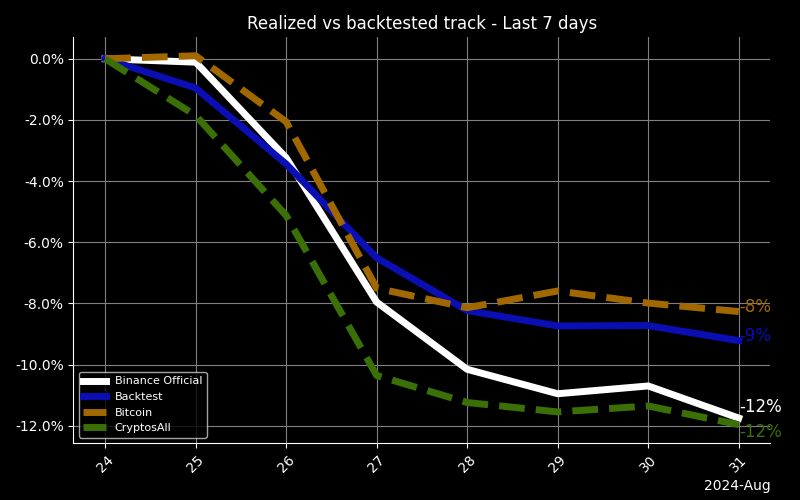 Realized vs backtested track - Last 7 days
0.0%
-2.0%
-4.0%
-6.0%
-8.0%
-10.0%
-12.0%
-8%
-9%
-12%
-12%
Binance Official
Backtest
Bitcoin
CryptosAll
24 25 26 27 28 29 30 31
2024-Aug